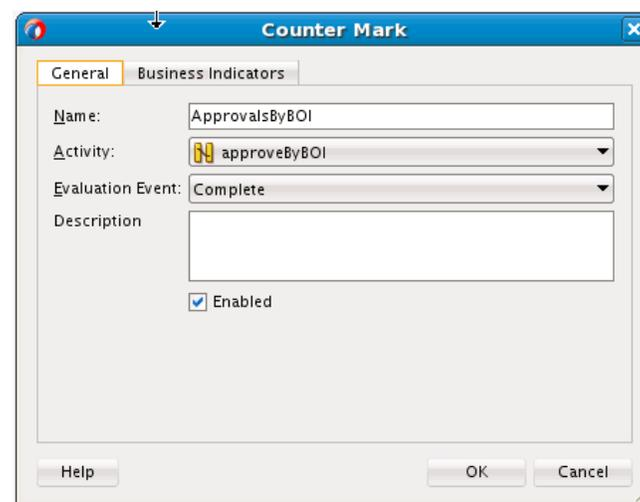 Counter Mark
General Business Indicators
Name: ApprovalsByBOI
Activity: approveByBOI
Evaluation Event: Complete
Description
Enabled
Help OK Cancel